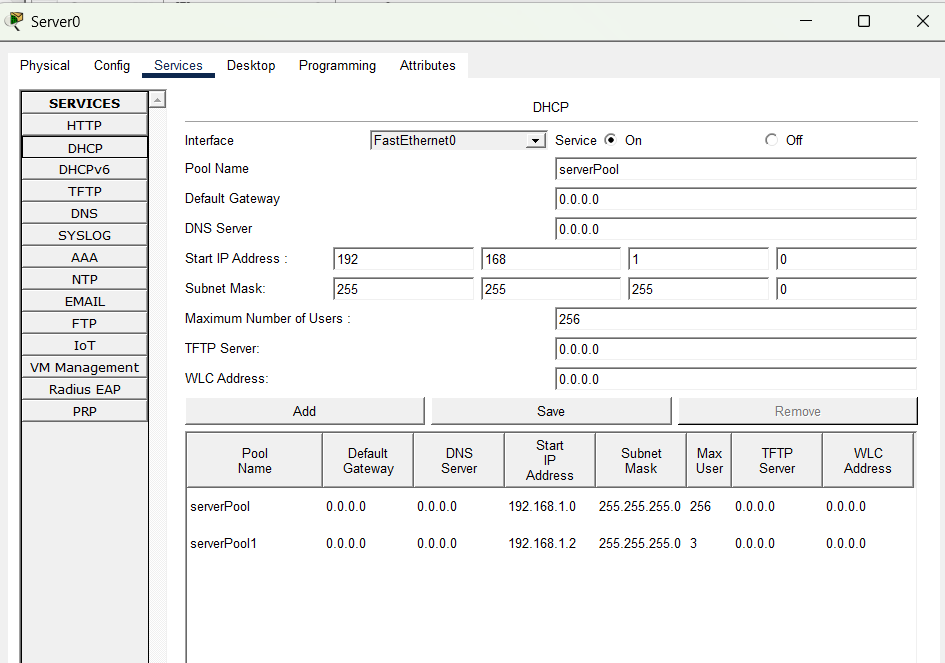 Server0
Physical Config Services Desktop Programming Attributes
SERVICES
HTTP
DHCP
DHCPv6
TFTP
DNS
SYSLOG
AAA
NTP
EMAIL
FTP
IoT
VM Management
Radius EAP
PRP
DHCP
Interface FastEthernet0 Service On Off
Pool Name serverPool
Default Gateway 0.0.0.0
DNS Server 0.0.0.0
Start IP Address : 192 168 1 0
Subnet Mask: 255 255 255 0
Maximum Number of Users : 256
TFTP Server: 0.0.0.0
WLC Address: 0.0.0.0
Add Save Remove
Pool Name Default Gateway DNS Server Start IP Address Subnet Mask Max User TFTP Server WLC Address
serverPool 0.0.0.0 0.0.0.0 192.168.1.0 255.255.255.0 256 0.0.0.0 0.0.0.0
serverPool1 0.0.0.0 0.0.0.0 192.168.1.2 255.255.255.0 3 0.0.0.0 0.0.0.0